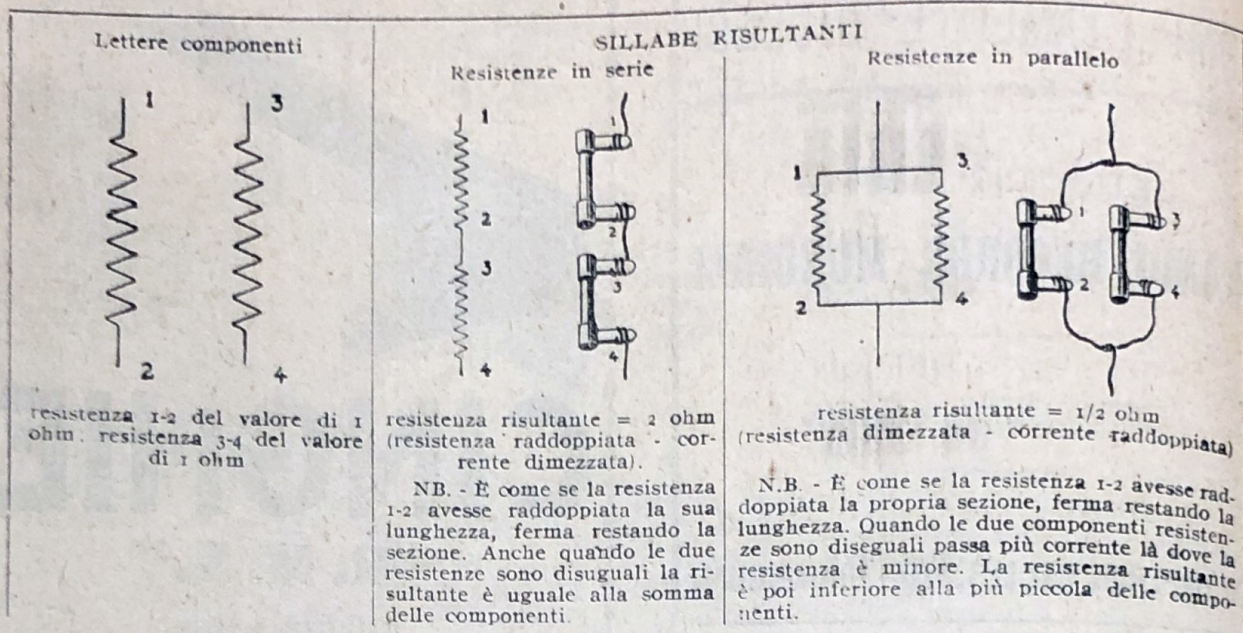 Lettere componenti
1
3
2
4
resistenza 1-2 del valore di 1
ohm: resistenza 3-4 del valore
di 1 ohm
SILLABE RISULTANTI
Resistenze in serie
1
2
3
4
1
2
3
4
resistenza risultante = 2 ohm
(resistenza raddoppiata - cor-
rente dimezzata).
NB. - È come se la resistenza
1-2 avesse raddoppiata la sua
lunghezza, ferma restando la
sezione. Anche quando le due
resistenze sono disuguali la ri-
sultante è uguale alla somma
delle componenti.
Resistenze in parallelo
1
3
2
4
1
3
2
4
resistenza risultante = 1/2 ohm
(resistenza dimezzata - corrente raddoppiata)
N.B. - È come se la resistenza 1-2 avesse rad-
doppiata la propria sezione, ferma restando la
lunghezza. Quando le due componenti resisten-
ze sono diseguali passa più corrente là dove la
resistenza è minore. La resistenza risultante
è poi inferiore alla più piccola delle compo-
nenti.